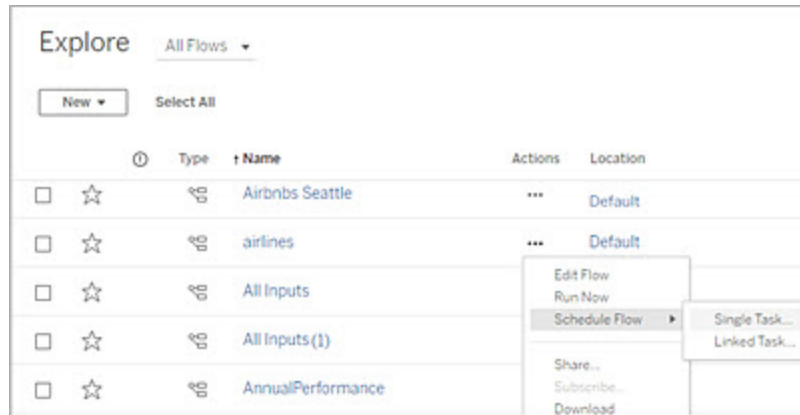 Explore All Flows
New Select All
Type Name Actions Location
Airbnbs Seattle ... Default
airlines ... Default
Edit Flow
All Inputs Run Now
Schedule Flow Single Task...
All Inputs (1) Linked Task...
Share...
AnnualPerformance Subscribe...
Download